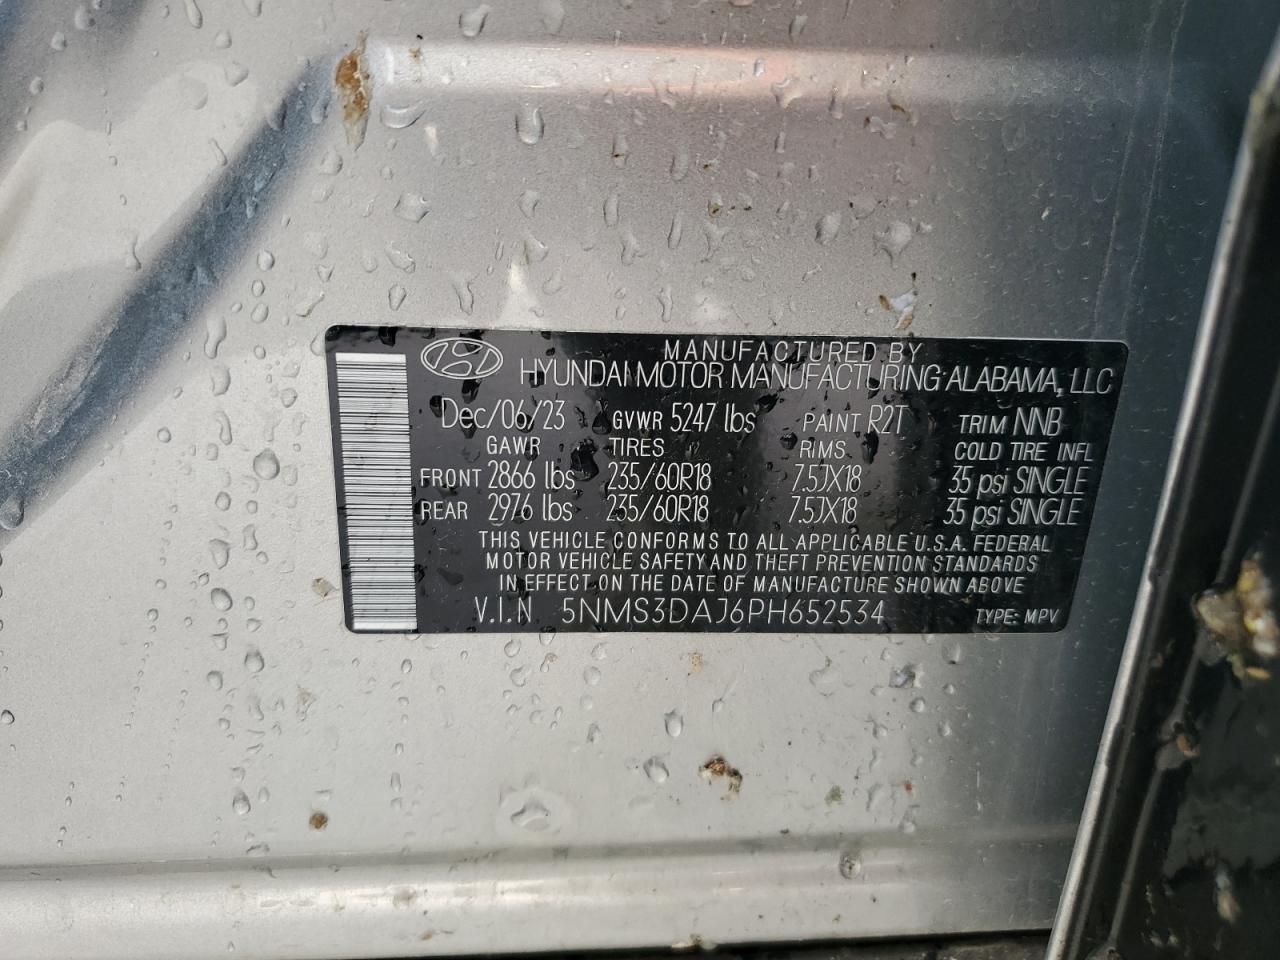 MANUFACTURED BY
HYUNDAI MOTOR MANUFACTURING ALABAMA, LLC
Dec/06/23 GVWR 5247 lbs PAINT R2T TRIM NNB
GAWR TIRES RIMS COLD TIRE INFL
FRONT 2866 lbs 235/60R18 7.5JX18 35 psi SINGLE
REAR 2976 lbs 235/60R18 7.5JX18 35 psi SINGLE
THIS VEHICLE CONFORMS TO ALL APPLICABLE U.S.A. FEDERAL
MOTOR VEHICLE SAFETY AND THEFT PREVENTION STANDARDS
IN EFFECT ON THE DATE OF MANUFACTURE SHOWN ABOVE
V.I.N 5NMS3DAJ6PH652534 TYPE: MPV